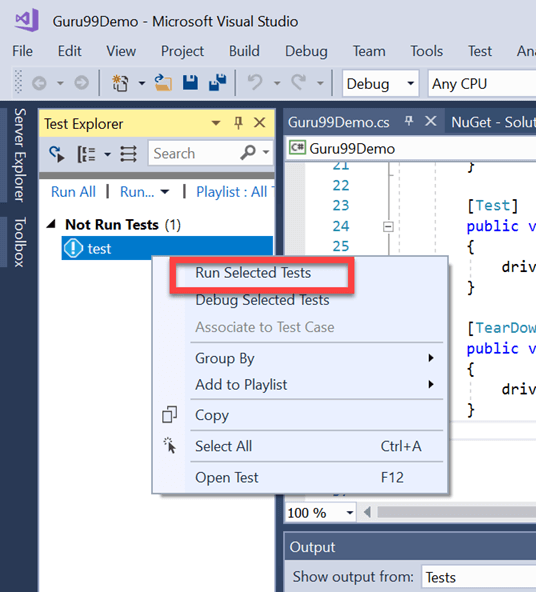 Guru99Demo - Microsoft Visual Studio
File Edit View Project Build Debug Team Tools Test
Debug Any CPU
Server Explorer
Toolbox
Test Explorer
Search
Run All | Run... | Playlist : All
Not Run Tests (1)
test
Run Selected Tests
Debug Selected Tests
Associate to Test Case
Group By
Add to Playlist
Copy
Select All Ctrl+A
Open Test F12
Guru99Demo.cs NuGet - Solu
C# Guru99Demo
21 }
22
23 [Test]
24 public v
25 {
driv
}
[TearDow
public v
{
driv
}
100 %
Output
Show output from: Tests